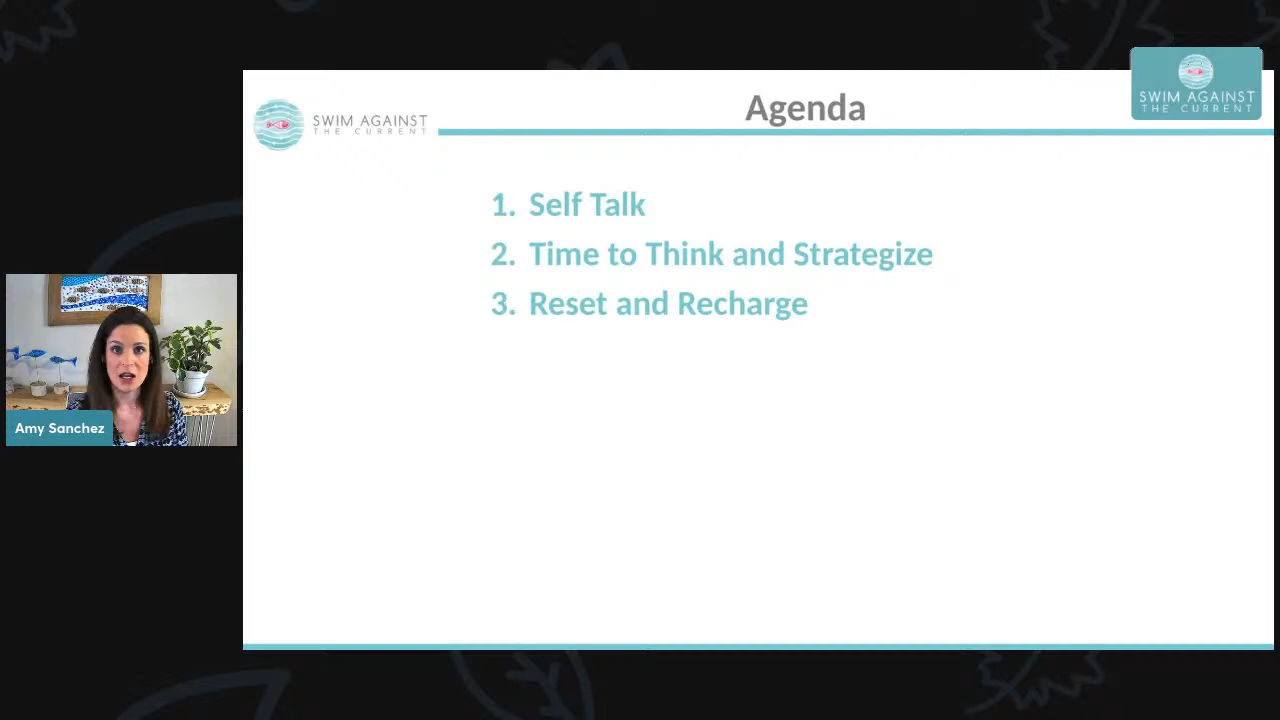 Agenda
SWIM AGAINST
THE CURRENT
SWIM AGAINST
THE CURRENT
1. Self Talk
2. Time to Think and Strategize
3. Reset and Recharge
Amy Sanchez